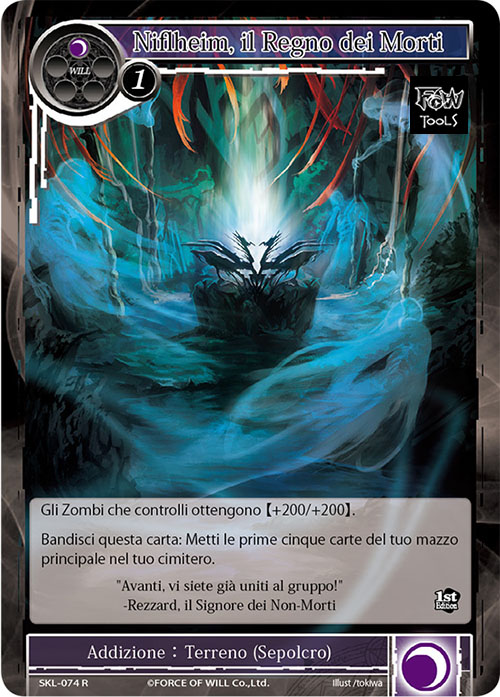 Niflheim, il Regno dei Morti
WILL
1
FOW
TOOLS
Gli Zombi che controlli ottengono 【+200/+200】.
Bandisci questa carta: Metti le prime cinque carte del tuo mazzo
principale nel tuo cimitero.
"Avanti, vi siete già uniti al gruppo!"
-Rezzard, il Signore dei Non-Morti
1st
Edition
Addizione : Terreno (Sepolcro)
SKL-074 R ©FORCE OF WILL Co.,Ltd. Illust /tokiwa